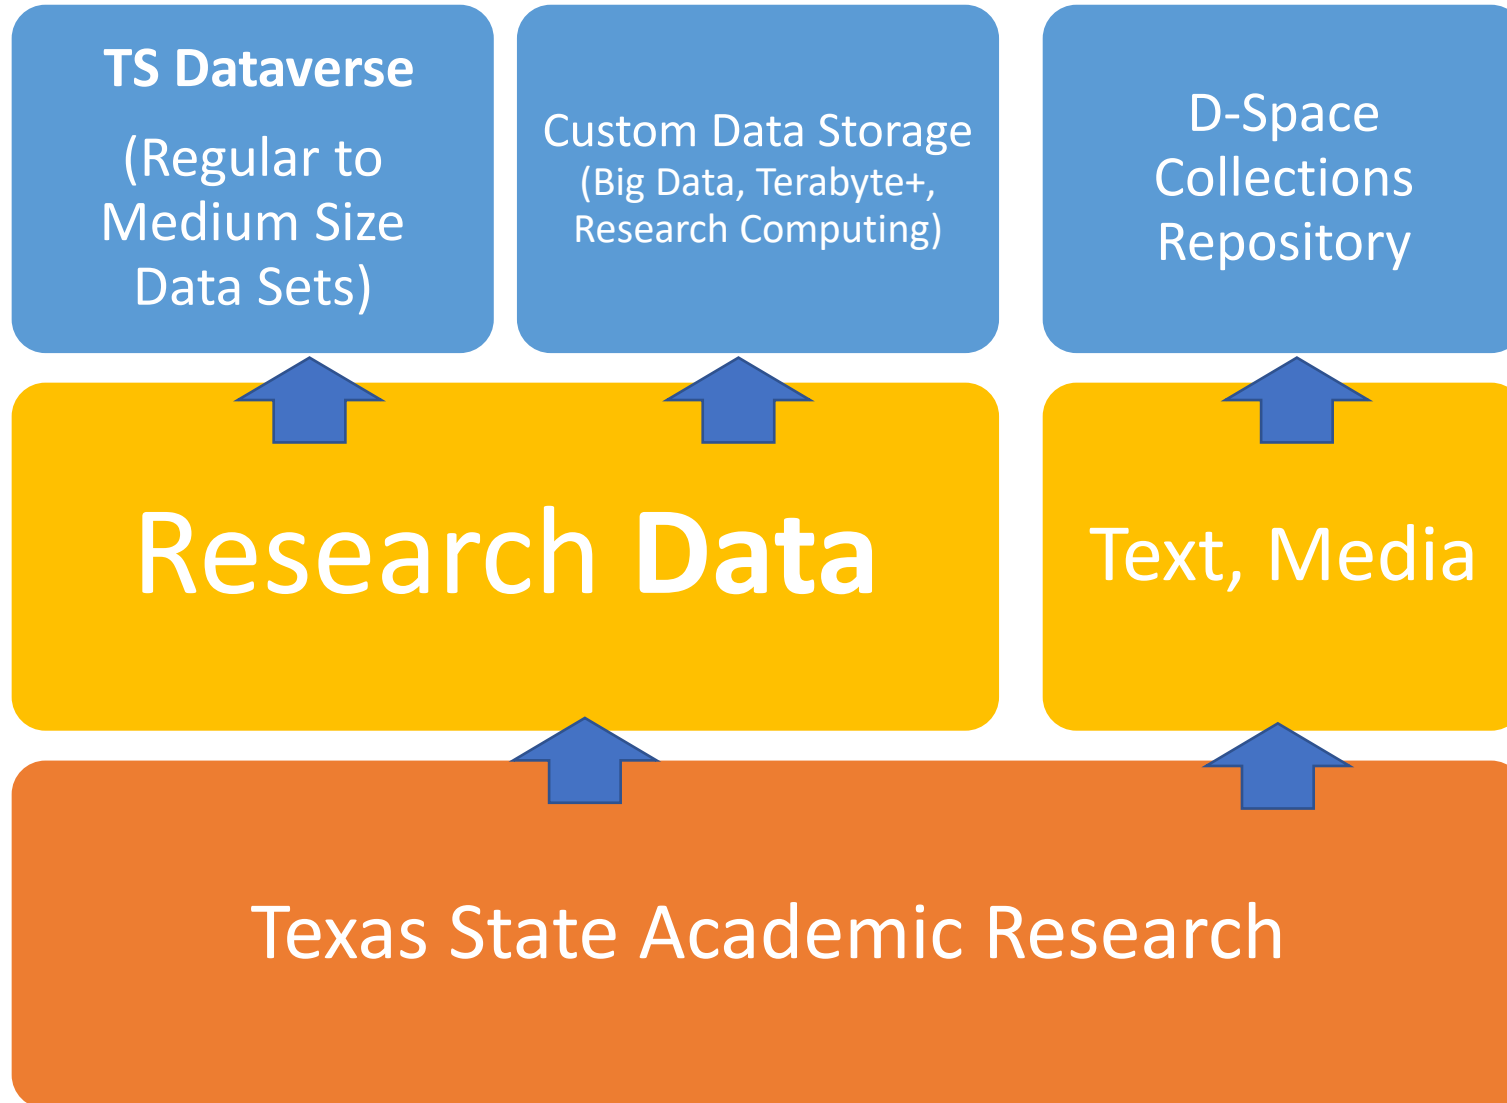 TS Dataverse
(Regular to
Medium Size
Data Sets)
Custom Data Storage
(Big Data, Terabyte+,
Research Computing)
D-Space
Collections
Repository
Research Data
Text, Media
Texas State Academic Research